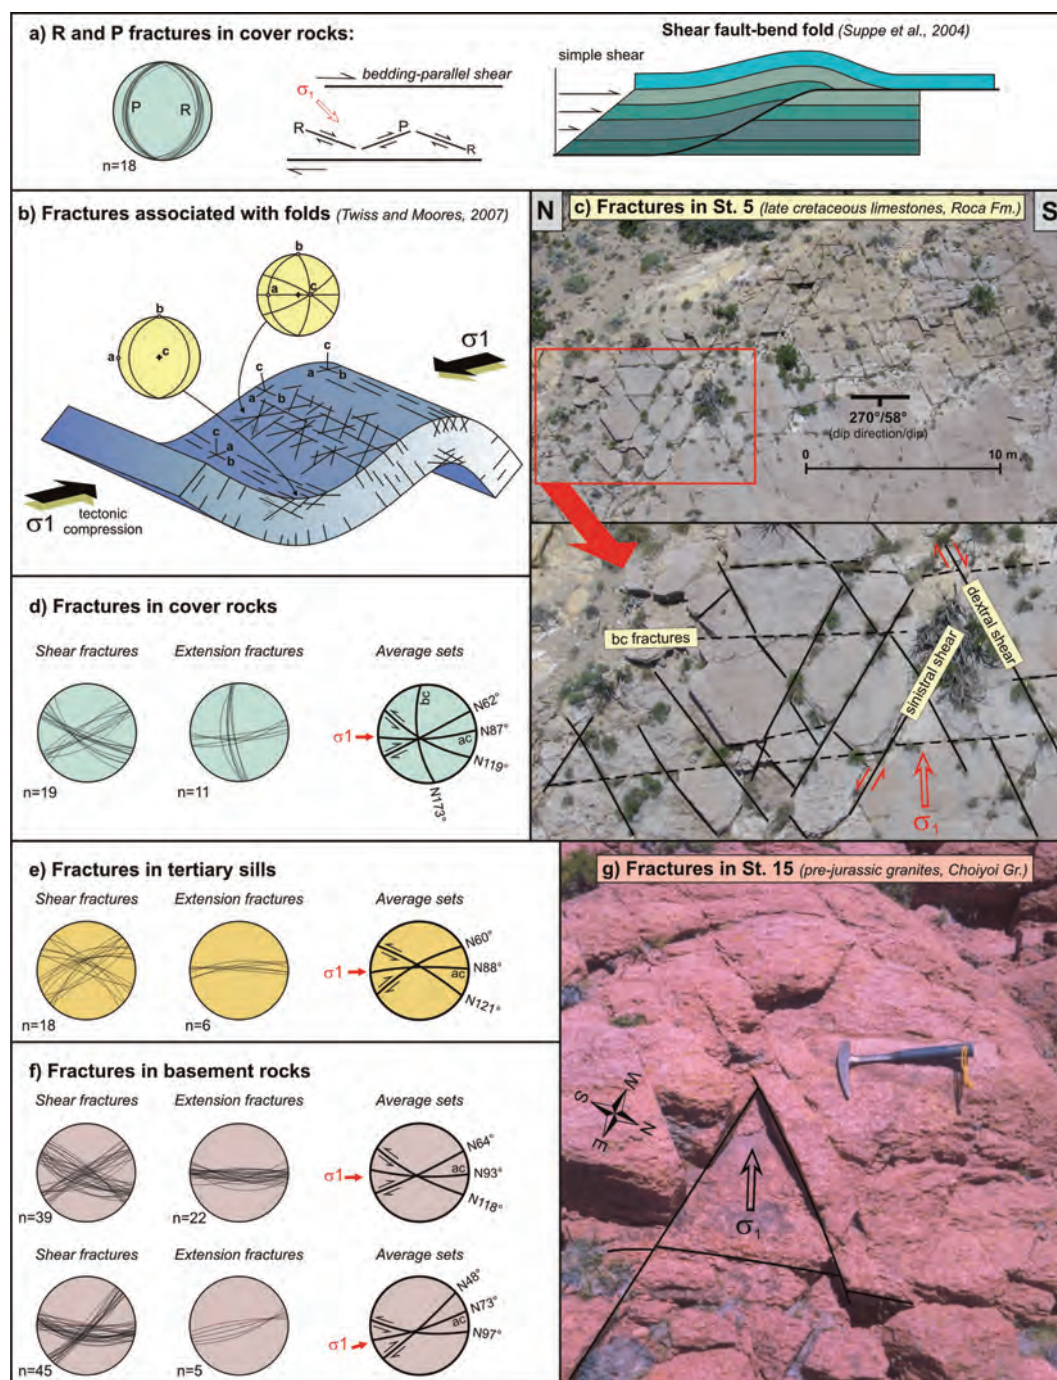 a) R and P fractures in cover rocks:
P
R
n=18
bedding-parallel shear
σ1
R
P
R
Shear fault-bend fold (Suppe et al., 2004)
simple shear
b) Fractures associated with folds (Twiss and Moores, 2007)
b
a
c
b
a
c
c
a
b
c
a
b
c
a
b
σ1
σ1
tectonic
compression
N
c) Fractures in St. 5 (late cretaceous limestones, Roca Fm.)
S
270°/58°
(dip direction/dip)
0
10 m
bc fractures
dextral shear
sinistral shear
σ1
d) Fractures in cover rocks
Shear fractures
Extension fractures
Average sets
n=19
n=11
σ1
bc
N62°
N87°
ac
N119°
N173°
e) Fractures in tertiary sills
Shear fractures
Extension fractures
Average sets
n=18
n=6
σ1
N60°
N88°
ac
N121°
f) Fractures in basement rocks
Shear fractures
Extension fractures
Average sets
n=39
n=22
σ1
N64°
ac
N93°
N118°
Shear fractures
Extension fractures
Average sets
n=45
n=5
σ1
N48°
N73°
ac
N97°
g) Fractures in St. 15 (pre-jurassic granites, Choiyoi Gr.)
W
S
N
E
σ1